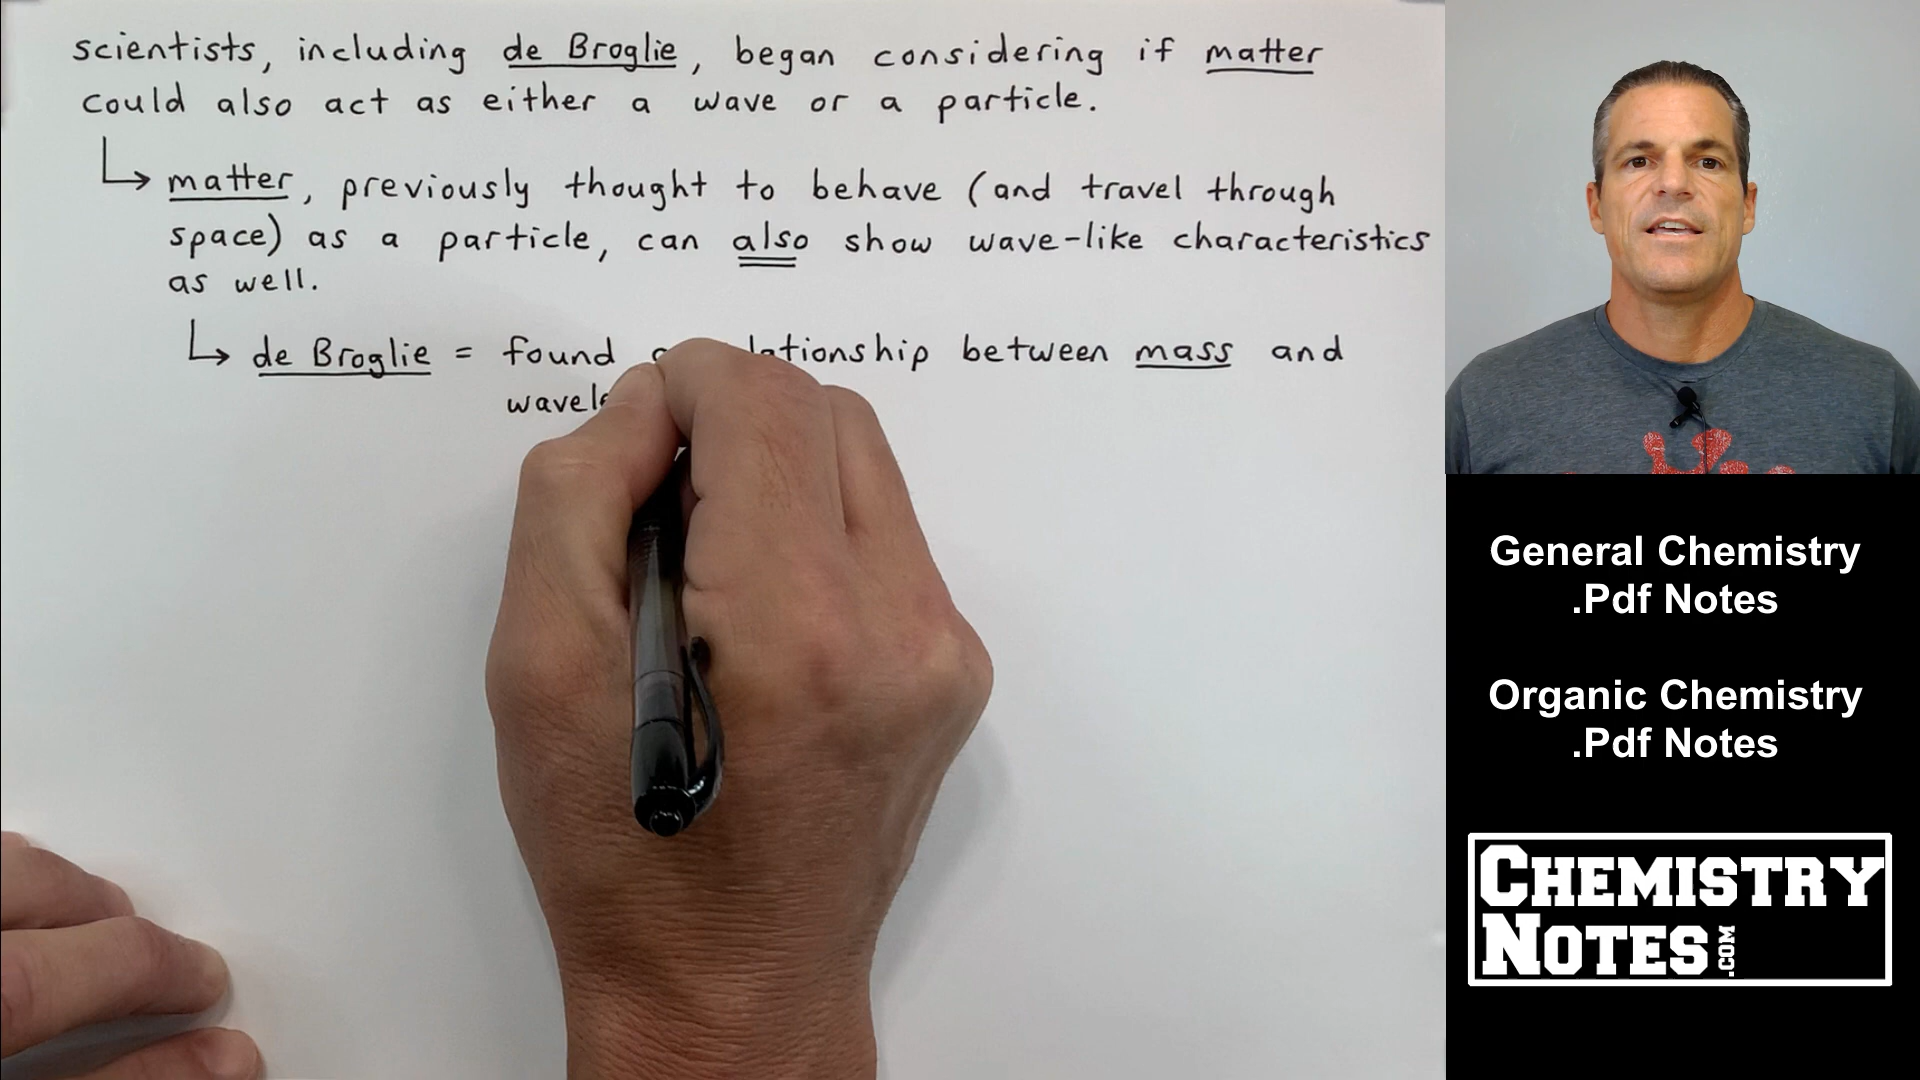 scientists, including de Broglie, began considering if matter
could also act as either a wave or a particle.
matter, previously thought to behave (and travel through
space) as a particle, can also show wave-like characteristics
as well.
de Broglie = found between mass and
General Chemistry
.Pdf Notes
Organic Chemistry
.Pdf Notes
CHEMISTRY
NOTES.COM